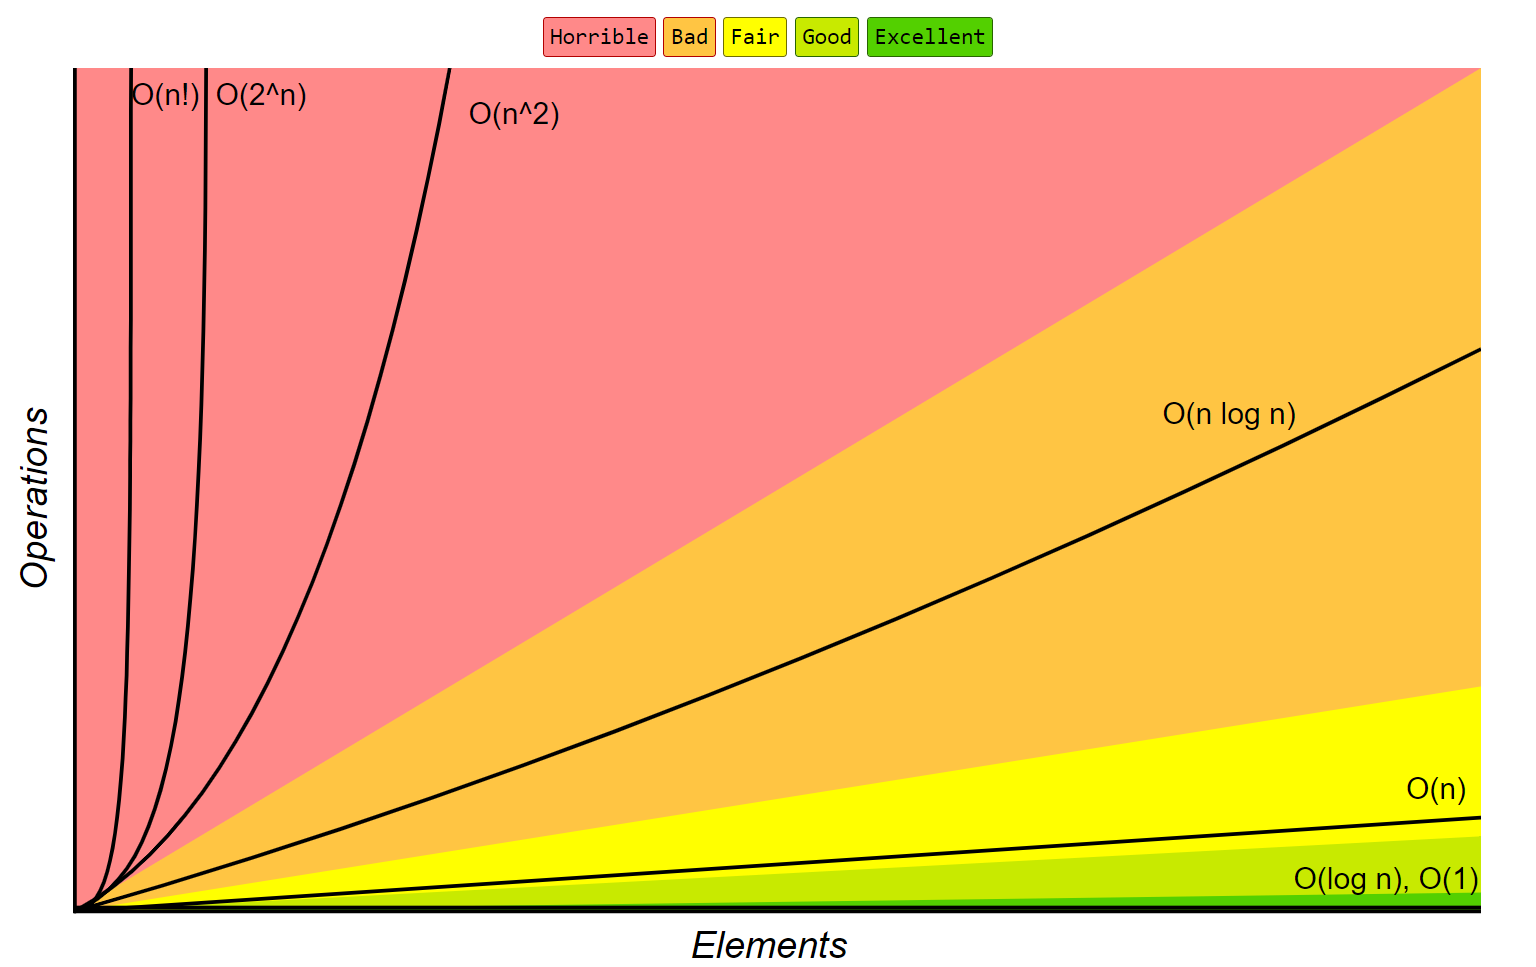 Horrible Bad Fair Good Excellent
O(n!) O(2^n)
O(n^2)
O(n log n)
Operations
O(n)
O(log n), O(1)
Elements